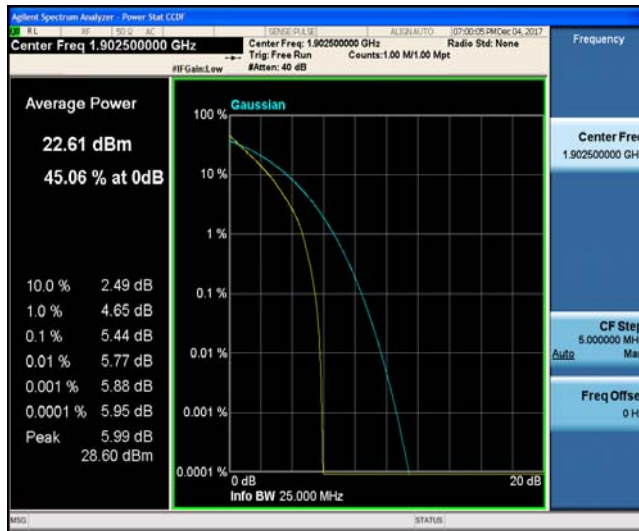 Agilent Spectrum Analyzer - Power Stat CCDF
RL RF 50 Ω AC SENSE:PULSE ALIGN AUTO 07:00:05 PM Dec 04, 2017
Center Freq 1.902500000 GHz
Center Freq: 1.902500000 GHz Radio Std: None
Trig: Free Run Counts:1.00 M/1.00 Mpt
#IFGain:Low #Atten: 40 dB
Frequency
Average Power
22.61 dBm
45.06 % at 0dB
10.0 % 2.49 dB
1.0 % 4.65 dB
0.1 % 5.44 dB
0.01 % 5.77 dB
0.001 % 5.88 dB
0.0001 % 5.95 dB
Peak 5.99 dB
28.60 dBm
Gaussian
100 %
10 %
1 %
0.1 %
0.01 %
0.001 %
0.0001 %
0 dB 20 dB
Info BW 25.000 MHz
Center Fre
1.902500000 GH
CF Step
5.000000 MH
Auto Ma
Freq Offse
0 H
MSG STATUS